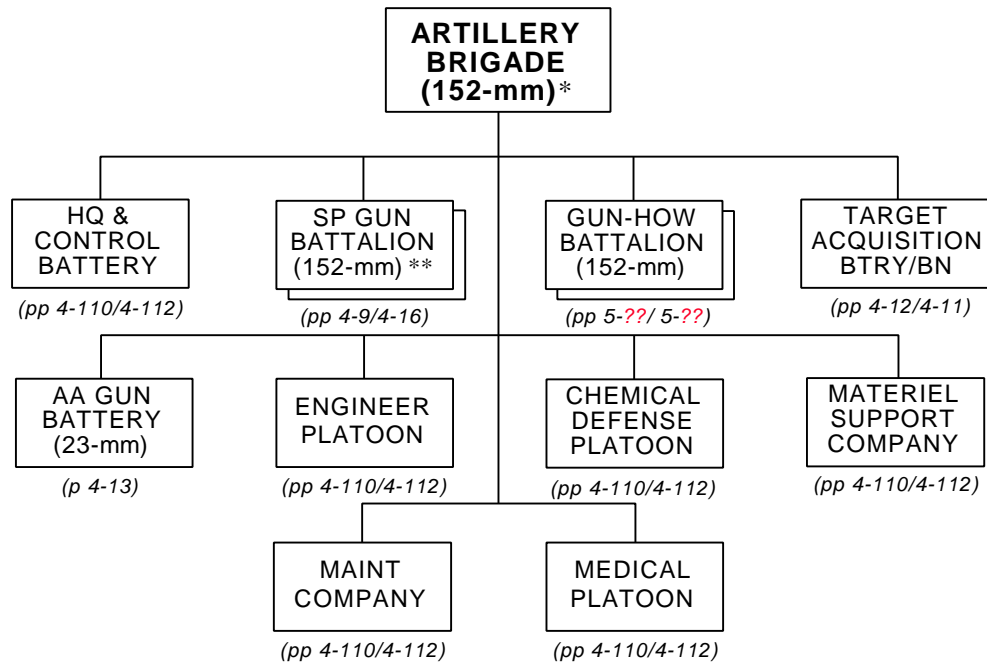 ARTILLERY
BRIGADE
(152-mm)*
HQ &
CONTROL
BATTERY
(pp 4-110/4-112)
SP GUN
BATTALION
(152-mm) **
(pp 4-9/4-16)
GUN-HOW
BATTALION
(152-mm)
(pp 5-??/ 5-??)
TARGET
ACQUISITION
BTRY/BN
(pp 4-12/4-11)
AA GUN
BATTERY
(23-mm)
(p 4-13)
ENGINEER
PLATOON
(pp 4-110/4-112)
CHEMICAL
DEFENSE
PLATOON
(pp 4-110/4-112)
MATERIEL
SUPPORT
COMPANY
(pp 4-110/4-112)
MAINT
COMPANY
(pp 4-110/4-112)
MEDICAL
PLATOON
(pp 4-110/4-112)